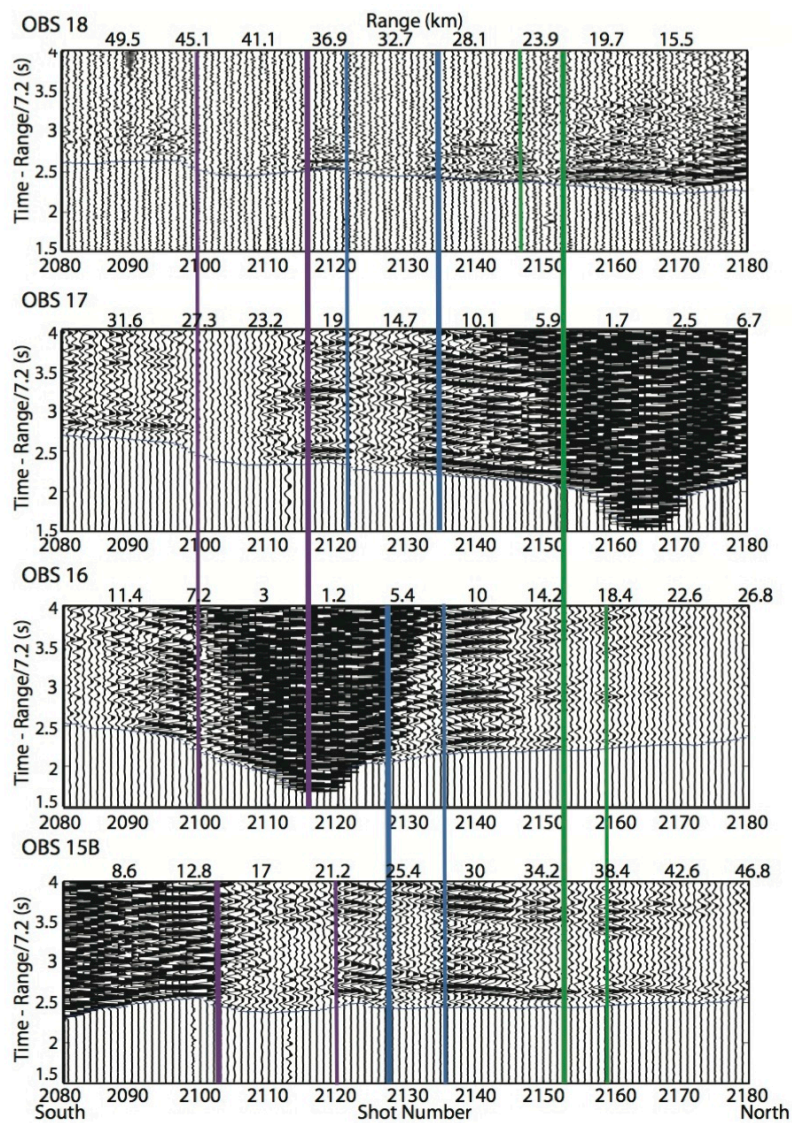 OBS 18
Range (km)
49.5 45.1 41.1 36.9 32.7 28.1 23.9 19.7 15.5
Time - Range/7.2 (s)
4
3.5
3
2.5
2
1.5
2080 2090 2100 2110 2120 2130 2140 2150 2160 2170 2180
OBS 17
31.6 27.3 23.2 19 14.7 10.1 5.9 1.7 2.5 6.7
Time - Range/7.2 (s)
4
3.5
3
2.5
2
1.5
2080 2090 2100 2110 2120 2130 2140 2150 2160 2170 2180
OBS 16
11.4 7.2 3 1.2 5.4 10 14.2 18.4 22.6 26.8
Time - Range/7.2 (s)
4
3.5
3
2.5
2
1.5
2080 2090 2100 2110 2120 2130 2140 2150 2160 2170 2180
OBS 15B
8.6 12.8 17 21.2 25.4 30 34.2 38.4 42.6 46.8
Time - Range/7.2 (s)
4
3.5
3
2.5
2
1.5
2080 2090 2100 2110 2120 2130 2140 2150 2160 2170 2180
South Shot Number North